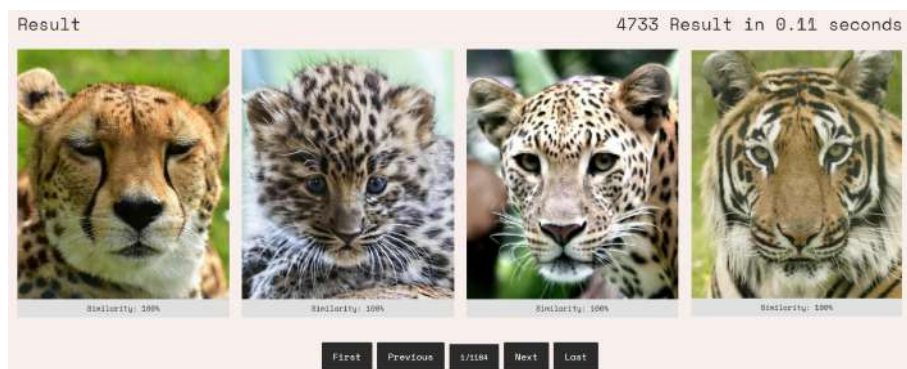 Result
4733 Result in 0.11 seconds
Similarity: 100%
Similarity: 100%
Similarity: 100%
Similarity: 100%
First
Previous
1/1184
Next
Last